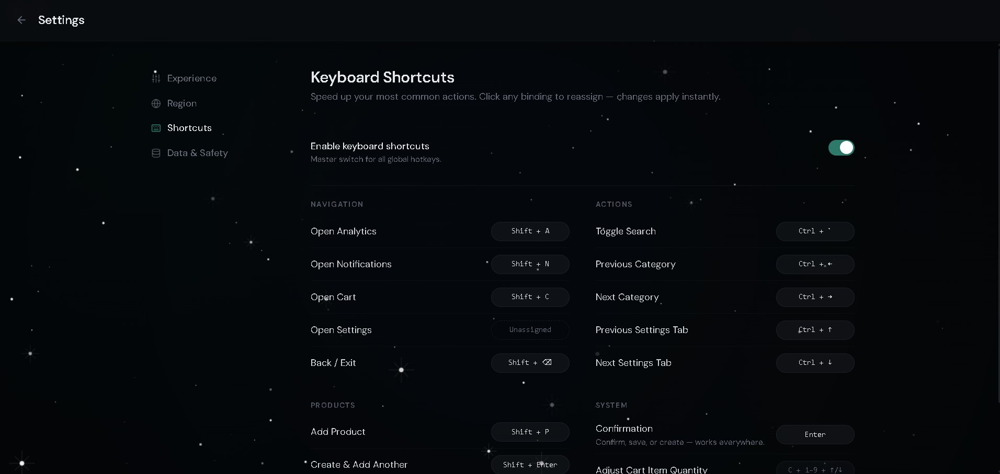 Settings
Experience
Region
Shortcuts
Data & Safety
Keyboard Shortcuts
Speed up your most common actions. Click any binding to reassign — changes apply instantly.
Enable keyboard shortcuts
Master switch for all global hotkeys.
NAVIGATION
Open Analytics
Shift + A
Open Notifications
Shift + N
Open Cart
Shift + C
Open Settings
Unassigned
Back / Exit
Shift + ⌫
ACTIONS
Toggle Search
Ctrl + `
Previous Category
Ctrl + ←
Next Category
Ctrl + →
Previous Settings Tab
Ctrl + ↑
Next Settings Tab
Ctrl + ↓
PRODUCTS
Add Product
Shift + P
Create & Add Another
Shift + Enter
SYSTEM
Confirmation
Confirm, save, or create — works everywhere.
Enter
Adjust Cart Item Quantity
C + 1–9 + ↑/↓